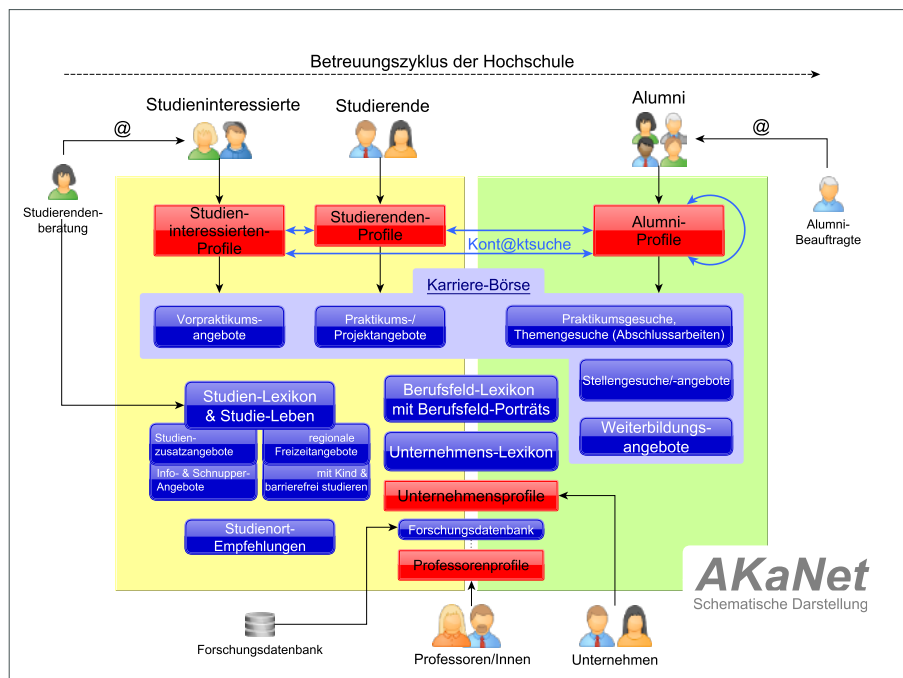 Betreuungszyklus der Hochschule
Studieninteressierte
Studierende
Alumni
@
@
Studierenden-
beratung
Alumni-
Beauftragte
Studien-
interessierten-
Profile
Studierenden-
Profile
Alumni-
Profile
Kont@ktsuche
Karriere-Börse
Vorpraktikums-
angebote
Praktikums-/
Projektangebote
Praktikumsgesuche,
Themengesuche (Abschlussarbeiten)
Stellengesuche/-angebote
Weiterbildungs-
angebote
Studien-Lexikon
& Studie-Leben
Studien-
zusatzangebote
regionale
Freizeitangebote
Info- & Schnupper-
Angebote
mit Kind &
barrierefrei studieren
Berufsfeld-Lexikon
mit Berufsfeld-Porträts
Unternehmens-Lexikon
Unternehmensprofile
Forschungsdatenbank
Professorenprofile
Studienort-
Empfehlungen
AKaNet
Schematische Darstellung
Forschungsdatenbank
Professoren/Innen
Unternehmen